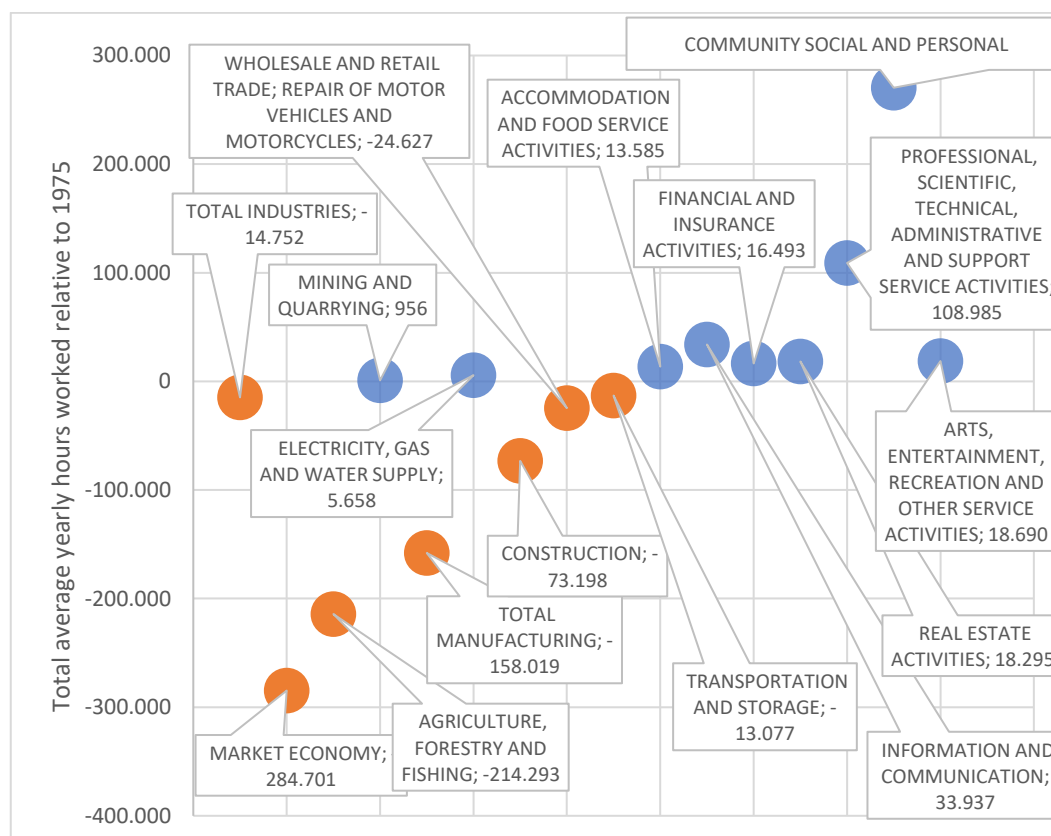 Total average yearly hours worked relative to 1975
300.000
200.000
100.000
0
-100.000
-200.000
-300.000
-400.000
WHOLESALE AND RETAIL
TRADE; REPAIR OF MOTOR
VEHICLES AND
MOTORCYCLES; -24.627
COMMUNITY SOCIAL AND PERSONAL
ACCOMMODATION
AND FOOD SERVICE
ACTIVITIES; 13.585
PROFESSIONAL,
SCIENTIFIC,
TECHNICAL,
ADMINISTRATIVE
AND SUPPORT
SERVICE ACTIVITIES;
108.985
TOTAL INDUSTRIES; -
14.752
FINANCIAL AND
INSURANCE
ACTIVITIES; 16.493
MINING AND
QUARRYING; 956
ELECTRICITY, GAS
AND WATER SUPPLY;
5.658
ARTS,
ENTERTAINMENT,
RECREATION AND
OTHER SERVICE
ACTIVITIES; 18.690
CONSTRUCTION; -
73.198
TOTAL
MANUFACTURING; -
158.019
REAL ESTATE
ACTIVITIES; 18.295
TRANSPORTATION
AND STORAGE; -
13.077
AGRICULTURE,
FORESTRY AND
FISHING; -214.293
MARKET ECONOMY;
284.701
INFORMATION AND
COMMUNICATION;
33.937